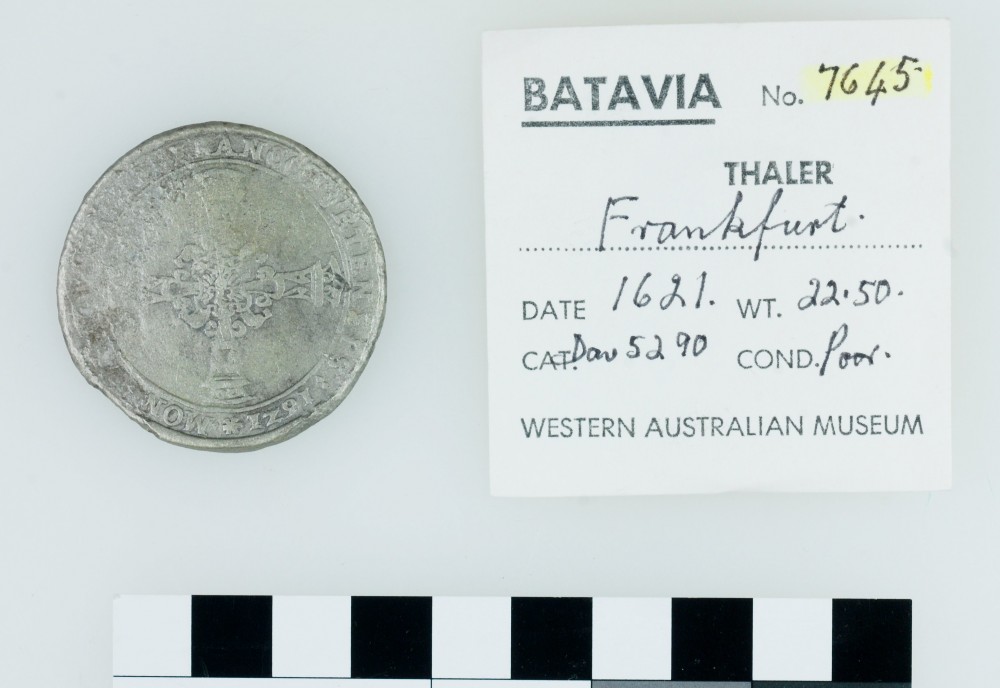 BATAVIA No. 7645
THALER
Frankfurt.
DATE 1621. WT. 22.50.
CAT. Dav 5290 COND. Poor.
WESTERN AUSTRALIAN MUSEUM